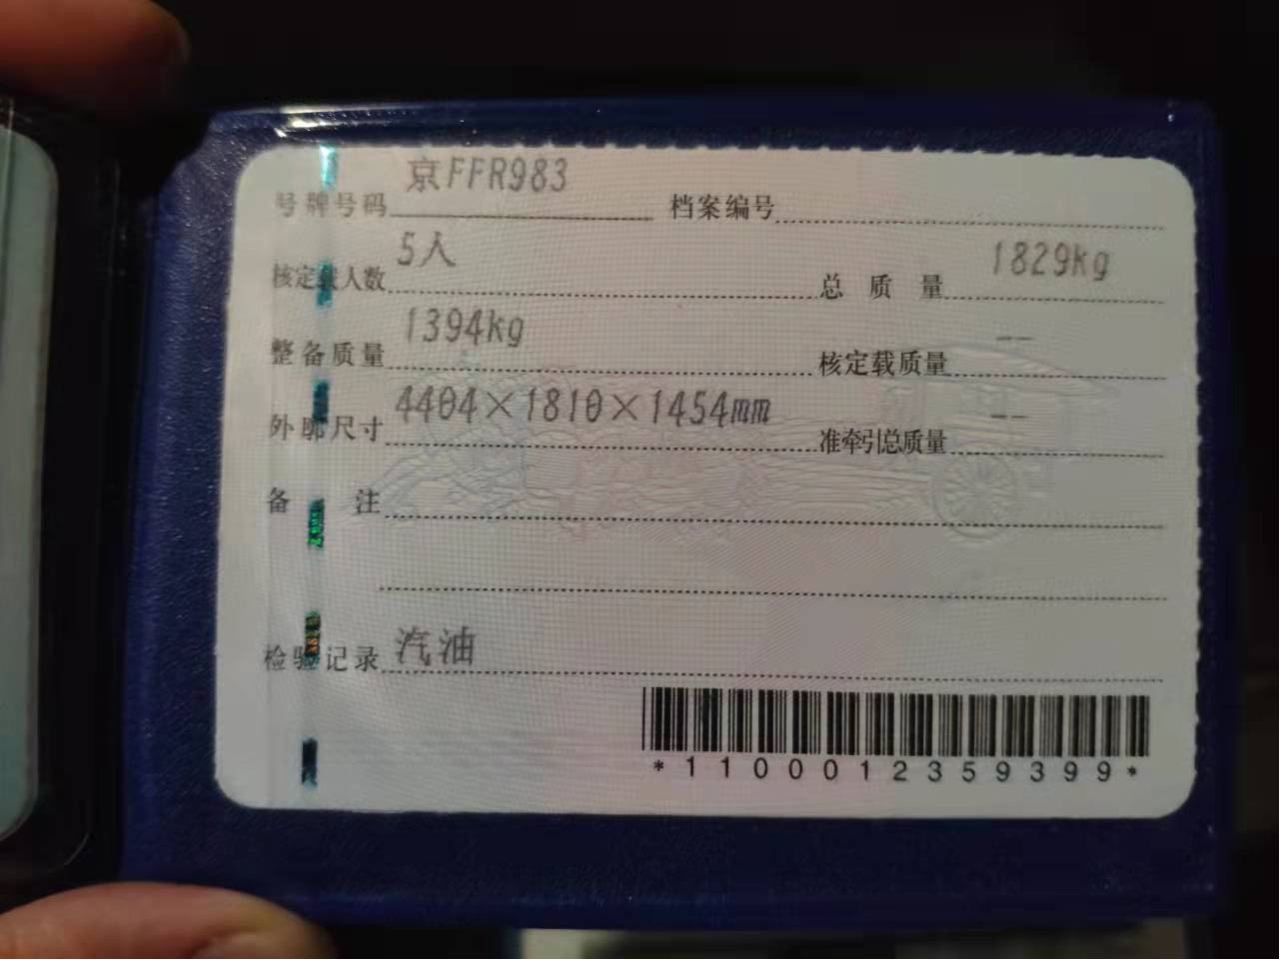 号牌号码 京FFR983 档案编号
核定载人数 5人 总质量 1829kg
整备质量 1394kg 核定载质量 --
外廓尺寸 4404×1810×1454mm 准牵引总质量 --
备注
检验记录 汽油
*1100012359399*